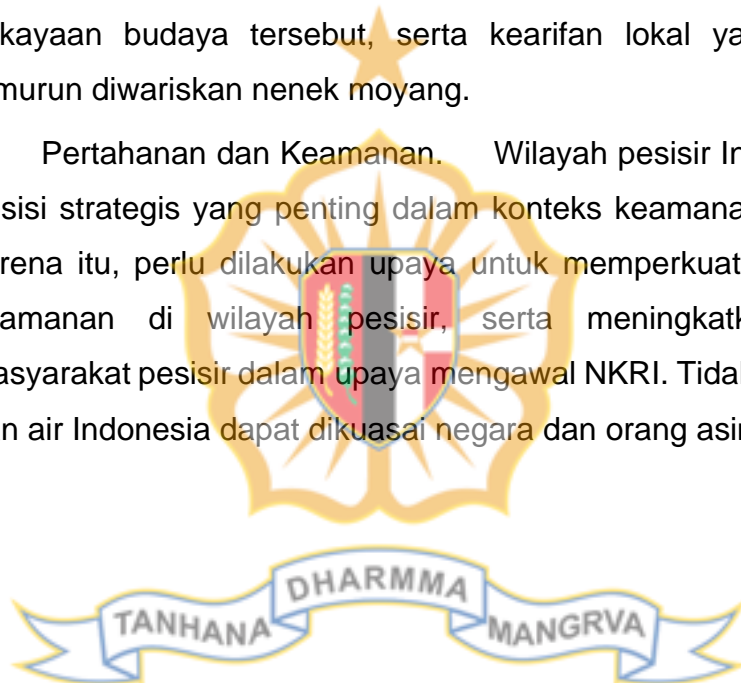 kayaan budaya tersebut, serta kearifan lokal ya
murun diwariskan nenek moyang.
Pertahanan dan Keamanan. Wilayah pesisir In
sisi strategis yang penting dalam konteks keamana
rena itu, perlu dilakukan upaya untuk memperkuat
amanan di wilayah pesisir, serta meningkatk
asyarakat pesisir dalam upaya mengawal NKRI. Tidal
n air Indonesia dapat dikuasai negara dan orang asin
TANHANA DHARMMA MANGRVA